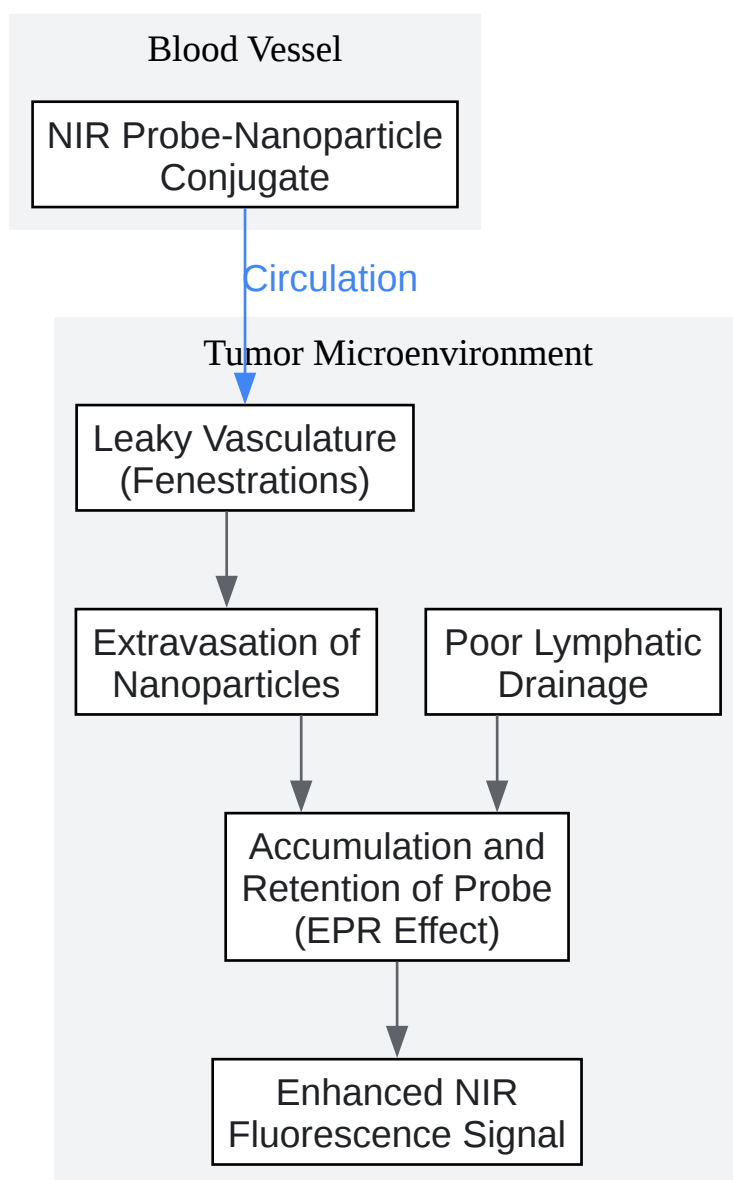 Blood Vessel
NIR Probe-Nanoparticle
Conjugate
Circulation
Tumor Microenvironment
Leaky Vasculature
(Fenestrations)
Extravasation of
Nanoparticles
Poor Lymphatic
Drainage
Accumulation and
Retention of Probe
(EPR Effect)
Enhanced NIR
Fluorescence Signal